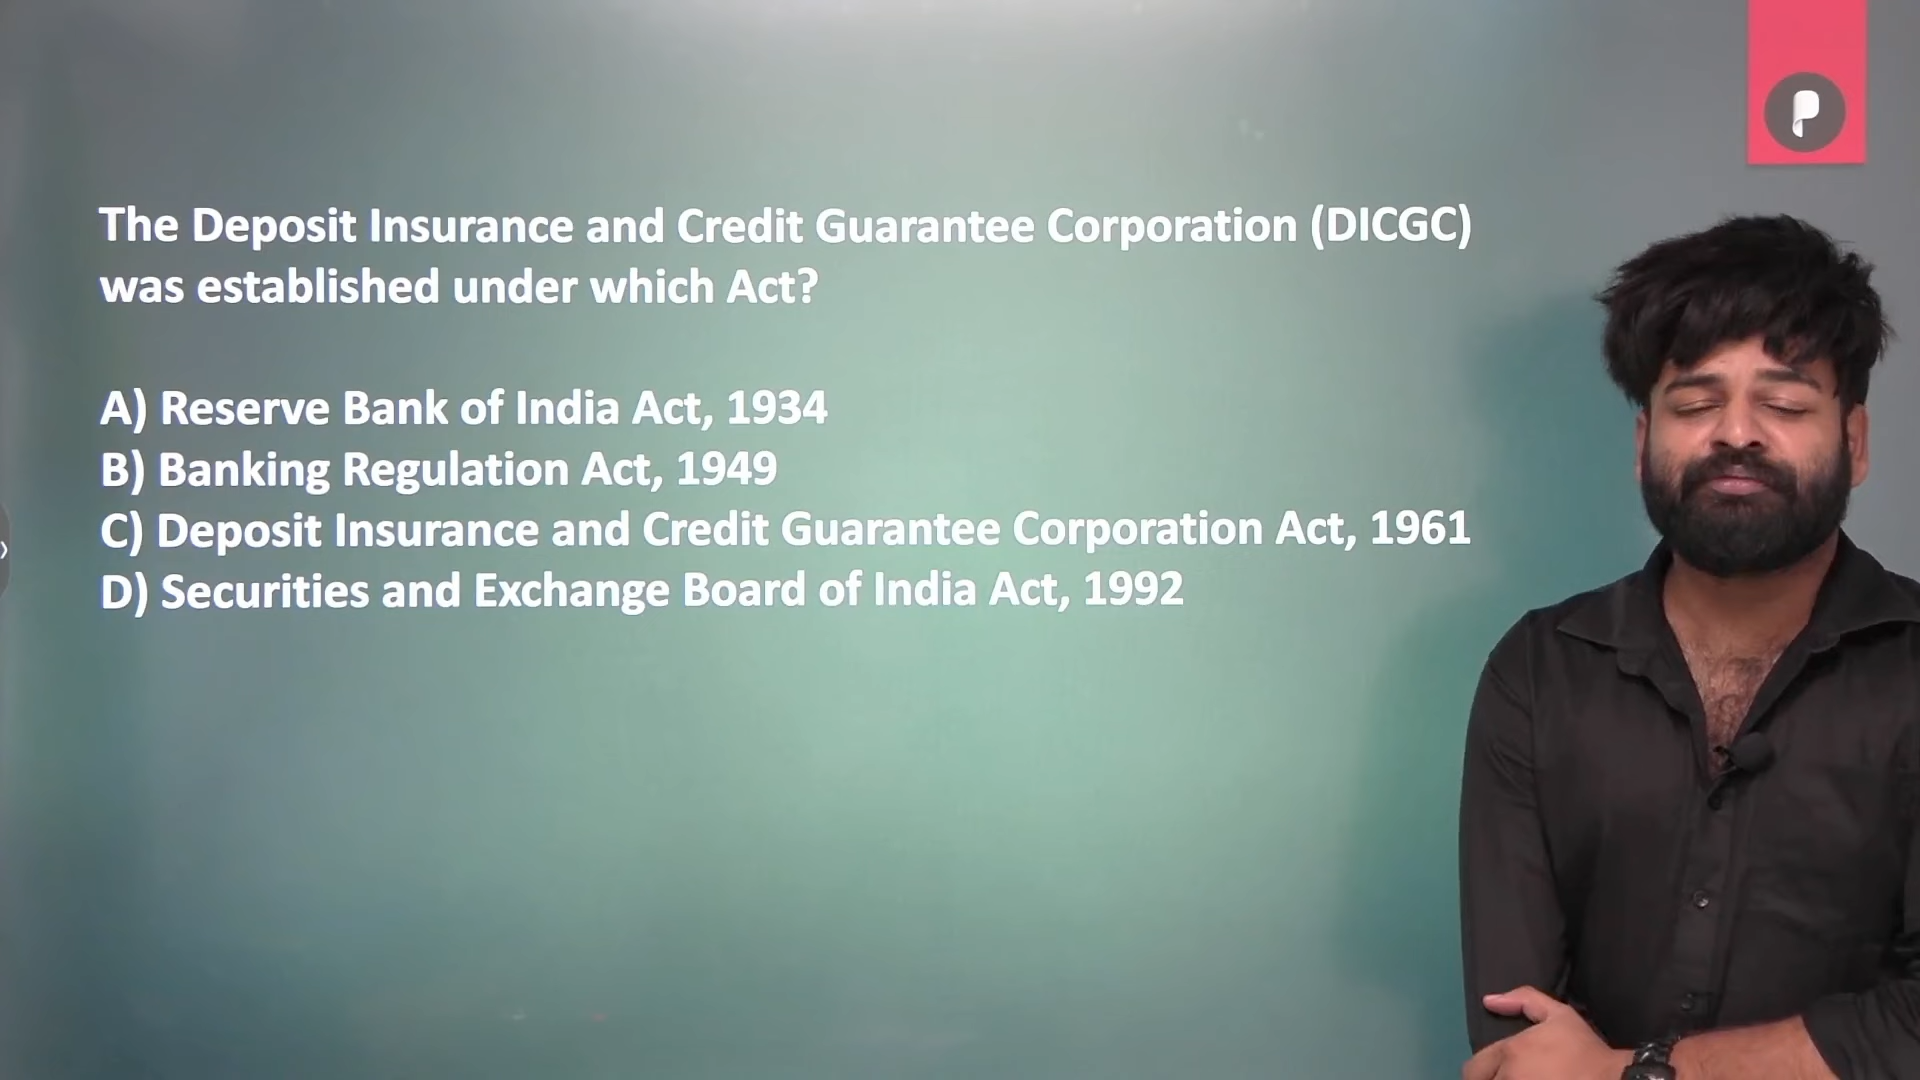 The Deposit Insurance and Credit Guarantee Corporation (DICGC)
was established under which Act?
A) Reserve Bank of India Act, 1934
B) Banking Regulation Act, 1949
C) Deposit Insurance and Credit Guarantee Corporation Act, 1961
D) Securities and Exchange Board of India Act, 1992